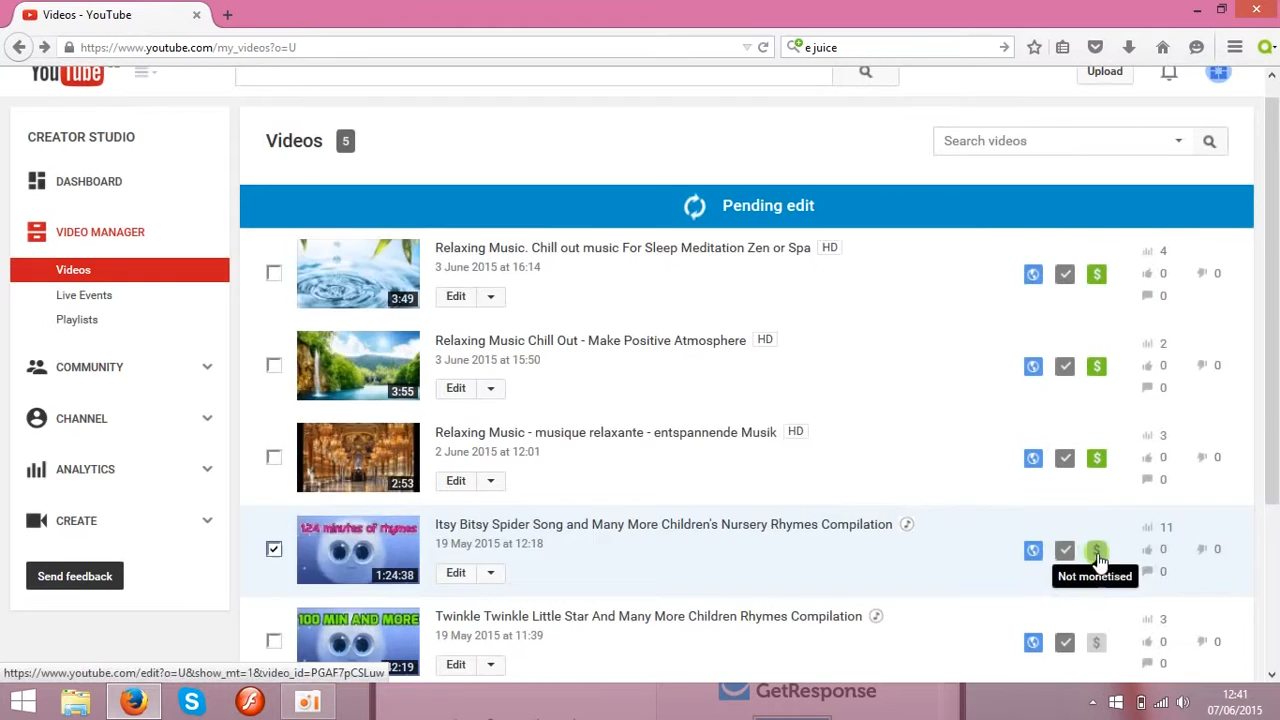 Videos - YouTube
https://www.youtube.com/my_videos?o=U
e juice
YouTube
Upload
CREATOR STUDIO
DASHBOARD
VIDEO MANAGER
Videos
Live Events
Playlists
COMMUNITY
CHANNEL
ANALYTICS
CREATE
Send feedback
Videos 5
Search videos
Pending edit
Relaxing Music. Chill out music For Sleep Meditation Zen or Spa HD
3 June 2015 at 16:14
3:49
Edit
$
4
0 0
0
Relaxing Music Chill Out - Make Positive Atmosphere HD
3 June 2015 at 15:50
3:55
Edit
$
2
0 0
0
Relaxing Music - musique relaxante - entspannende Musik HD
2 June 2015 at 12:01
2:53
Edit
$
3
0 0
0
124 minutes of rhymes
Itsy Bitsy Spider Song and Many More Children's Nursery Rhymes Compilation
19 May 2015 at 12:18
1:24:38
Edit
$
Not monetised
11
0 0
0
100 MIN AND MORE
Twinkle Twinkle Little Star And Many More Children Rhymes Compilation
19 May 2015 at 11:39
Edit
$
3
0 0
0
https://www.youtube.com/edit?o=U&show_mt=1&video_id=PGAF7pCSLuw
GetResponse
12:41
07/06/2015